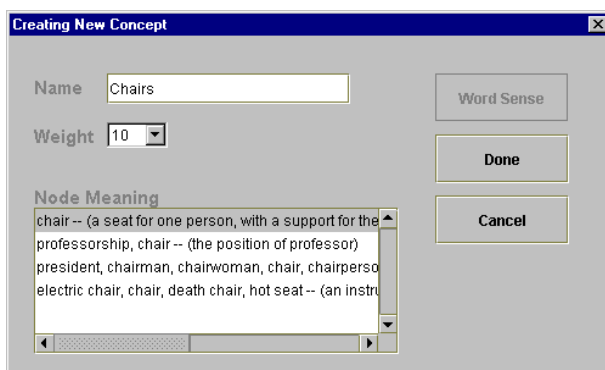 Creating New Concept
Name Chairs
Word Sense
Weight 10
Done
Node Meaning
Cancel
chair -- (a seat for one person, with a support for the
professorship, chair -- (the position of professor)
president, chairman, chairwoman, chair,
electric chair, chair, death chair, hot seat -- (an